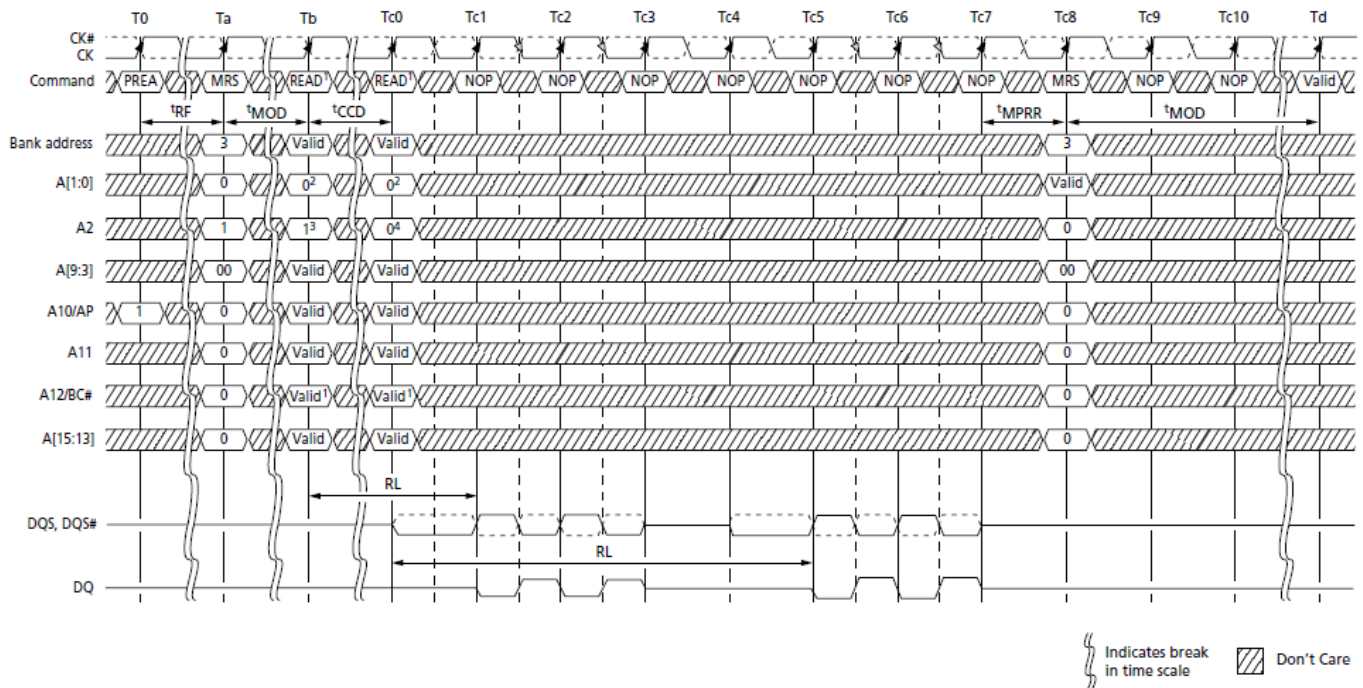 T0 Ta Tb Tc0 Tc1 Tc2 Tc3 Tc4 Tc5 Tc6 Tc7 Tc8 Tc9 Tc10 Td
CK#
CK
Command PREA MRS READ¹ READ¹ NOP NOP NOP NOP NOP NOP NOP MRS NOP NOP Valid
tRF tMOD tCCD tMPRR tMOD
Bank address 3 Valid Valid 3
A[1:0] 0 0² 0² Valid
A2 1 1³ 0⁴ 0
A[9:3] 00 Valid Valid 00
A10/AP 1 0 Valid Valid 0
A11 0 Valid Valid 0
A12/BC# 0 Valid¹ Valid¹ 0
A[15:13] 0 Valid Valid 0
RL
DQS, DQS#
RL
DQ
Indicates break
in time scale
Don't Care